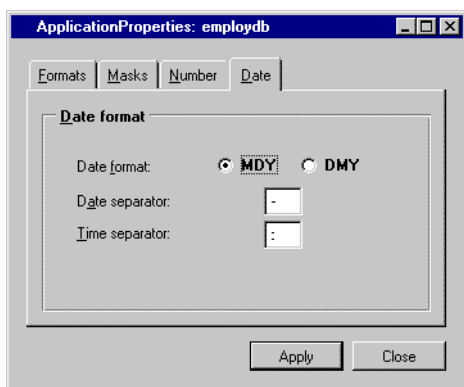 ApplicationProperties: employdb
Formats Masks Number Date
Date format
Date format: MDY DMY
Date separator: -
Time separator: :
Apply Close